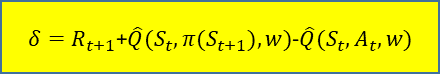 δ = R_{t+1}+Q̂(S_t, π(S_{t+1}), w)-Q̂(S_t, A_t, w)